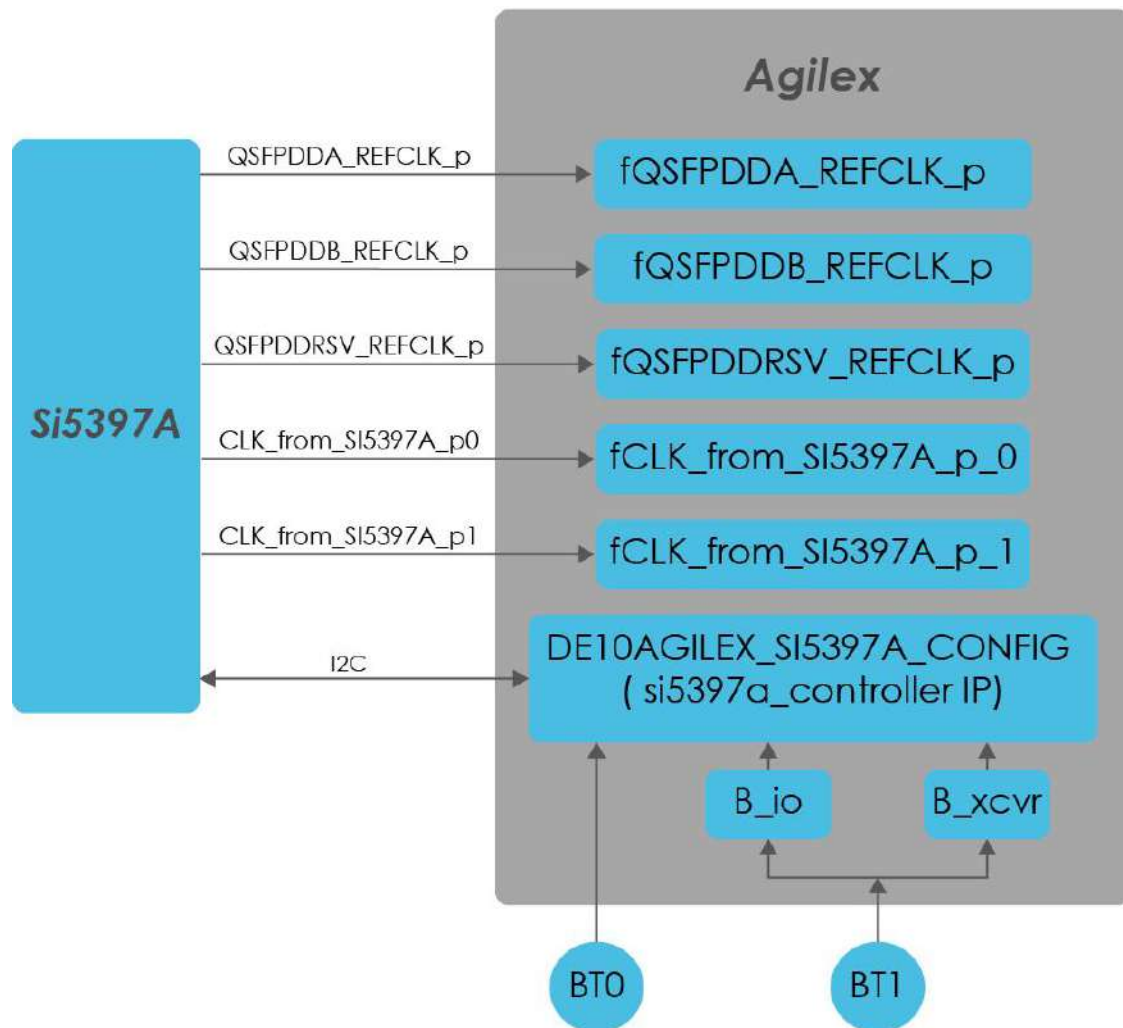 Agilex
Si5397A
QSFPDDA_REFCLK_p
fQSFPDDA_REFCLK_p
QSFPDDB_REFCLK_p
fQSFPDDB_REFCLK_p
QSFPDDRSV_REFCLK_p
fQSFPDDRSV_REFCLK_p
CLK_from_SI5397A_p0
fCLK_from_SI5397A_p_0
CLK_from_SI5397A_p1
fCLK_from_SI5397A_p_1
I2C
DE10AGILEX_SI5397A_CONFIG
( si5397a_controller IP)
B_io
B_xcvr
BT0
BT1